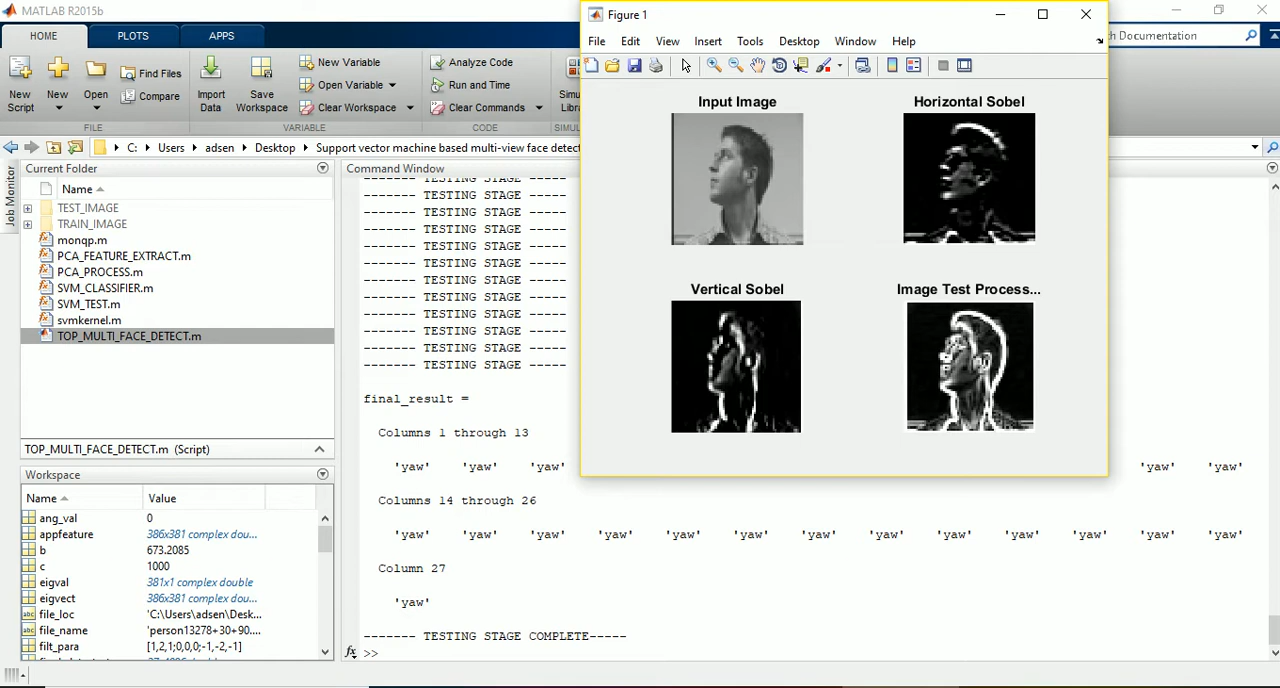 MATLAB R2015b
HOME PLOTS APPS
ch Documentation
New Script
New
Open
Find Files
Compare
Import Data
Save Workspace
New Variable
Open Variable
Clear Workspace
Analyze Code
Run and Time
Clear Commands
Simu
Libra
FILE VARIABLE CODE SIMUL
C: Users adsen Desktop Support vector machine based multi-view face detect
Job Monitor
Current Folder
Name
TEST_IMAGE
TRAIN_IMAGE
monqp.m
PCA_FEATURE_EXTRACT.m
PCA_PROCESS.m
SVM_CLASSIFIER.m
SVM_TEST.m
svmkernel.m
TOP_MULTI_FACE_DETECT.m
TOP_MULTI_FACE_DETECT.m (Script)
Workspace
Name Value
ang_val 0
appfeature 386x381 complex dou...
b 673.2085
c 1000
eigval 381x1 complex double
eigvect 386x381 complex dou...
file_loc 'C:\Users\adsen\Desk...
file_name 'person13278+30+90....
filt_para [1,2,1;0,0,0;-1,-2,-1]
Command Window
------- TESTING STAGE -----
------- TESTING STAGE -----
------- TESTING STAGE -----
------- TESTING STAGE -----
------- TESTING STAGE -----
------- TESTING STAGE -----
------- TESTING STAGE -----
------- TESTING STAGE -----
------- TESTING STAGE -----
------- TESTING STAGE -----
------- TESTING STAGE -----
------- TESTING STAGE -----
final_result =
Columns 1 through 13
'yaw' 'yaw' 'yaw' 'yaw' 'yaw'
Columns 14 through 26
'yaw' 'yaw' 'yaw' 'yaw' 'yaw' 'yaw' 'yaw' 'yaw' 'yaw' 'yaw' 'yaw' 'yaw' 'yaw'
Column 27
'yaw'
------- TESTING STAGE COMPLETE-----
fx >>
Figure 1
File Edit View Insert Tools Desktop Window Help
Input Image
Horizontal Sobel
Vertical Sobel
Image Test Process...